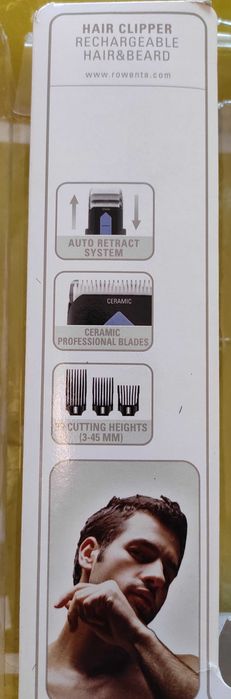 HAIR CLIPPER
RECHARGEABLE
HAIR&BEARD
www.rowenta.com
AUTO RETRACT
SYSTEM
CERAMIC
CERAMIC
PROFESSIONAL BLADES
CUTTING HEIGHTS
(3-45 MM)